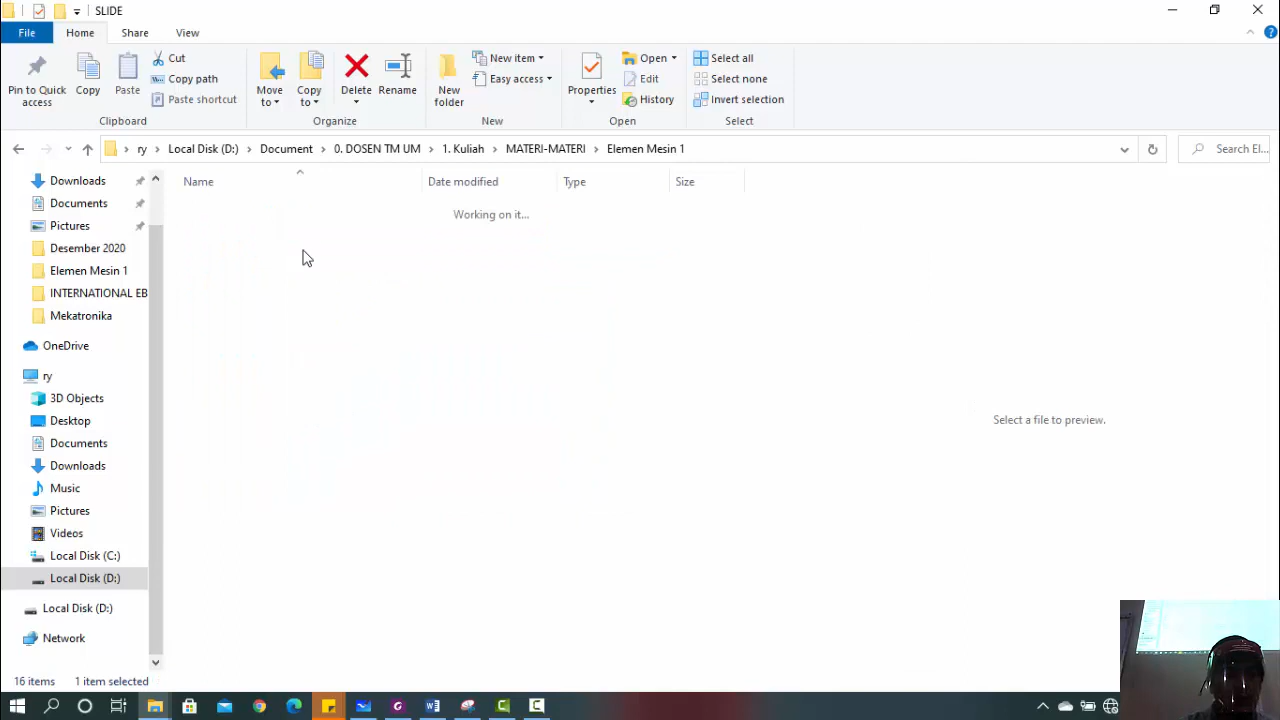 SLIDE
File Home Share View
Pin to Quick access
Copy
Paste
Cut
Copy path
Paste shortcut
Clipboard
Move to
Copy to
Delete
Rename
Organize
New folder
New item
Easy access
New
Properties
Open
Edit
History
Open
Select all
Select none
Invert selection
Select
ry > Local Disk (D:) > Document > 0. DOSEN TM UM > 1. Kuliah > MATERI-MATERI > Elemen Mesin 1
Search El...
Name Date modified Type Size
Working on it...
Select a file to preview.
Downloads
Documents
Pictures
Desember 2020
Elemen Mesin 1
INTERNATIONAL EB
Mekatronika
OneDrive
ry
3D Objects
Desktop
Documents
Downloads
Music
Pictures
Videos
Local Disk (C:)
Local Disk (D:)
Local Disk (D:)
Network
16 items 1 item selected